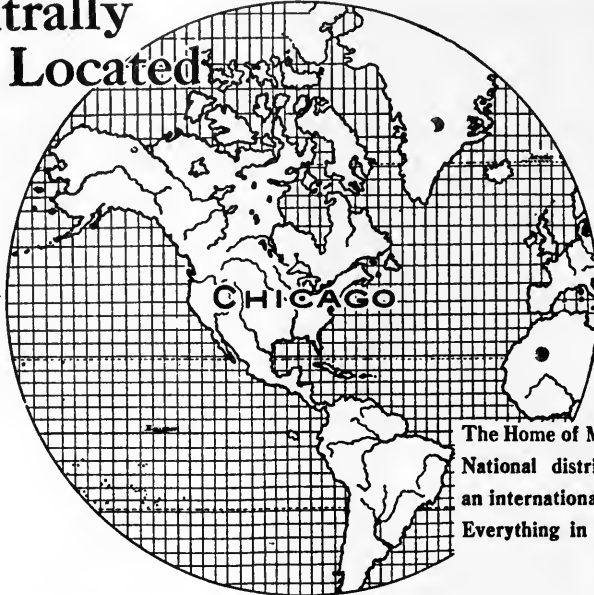 trally
Located
CHICAGO
The Home of M
National distri
an international
Everything in